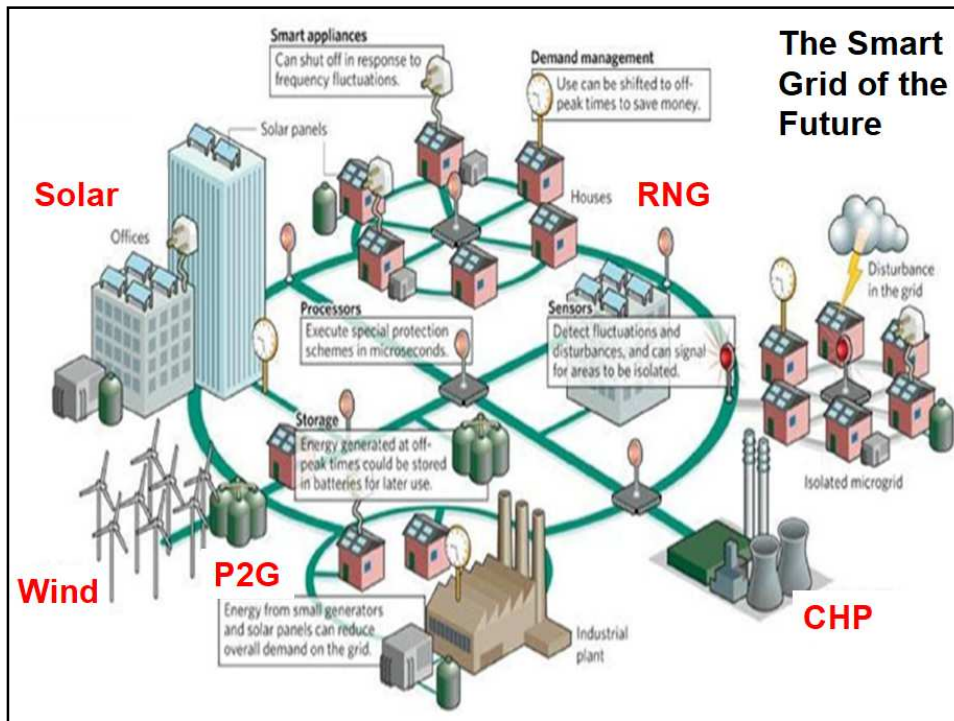 The Smart
Grid of the
Future
Smart appliances
Can shut off in response to
frequency fluctuations.
Demand management
Use can be shifted to off-
peak times to save money.
Solar panels
Solar
Houses
RNG
Offices
Disturbance
in the grid
Processors
Execute special protection
schemes in microseconds.
Sensors
Detect fluctuations and
disturbances, and can signal
for areas to be isolated.
Storage
Energy generated at off-
peak times could be stored
in batteries for later use.
Isolated microgrid
Wind
P2G
CHP
Energy from small generators
and solar panels can reduce
overall demand on the grid.
Industrial
plant